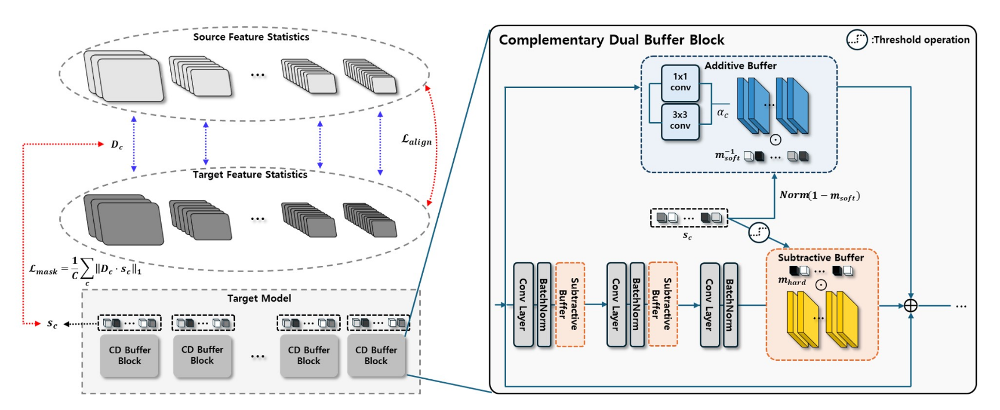 Source Feature Statistics
...
D_c
ℒ_align
Target Feature Statistics
...
ℒ_mask = 1/C ∑_c ‖D_c · s_c‖_1
Target Model
s_c
...
...
...
...
CD Buffer
Block
CD Buffer
Block
...
CD Buffer
Block
CD Buffer
Block
Complementary Dual Buffer Block
:Threshold operation
Additive Buffer
1x1
conv
3x3
conv
α_c
...
⊙
m_soft^-1
...
Norm(1 − m_soft)
...
s_c
Subtractive Buffer
...
m_hard
⊙
...
Conv Layer
BatchNorm
Subtractive
Buffer
Conv Layer
BatchNorm
Subtractive
Buffer
Conv Layer
BatchNorm
⊕
...